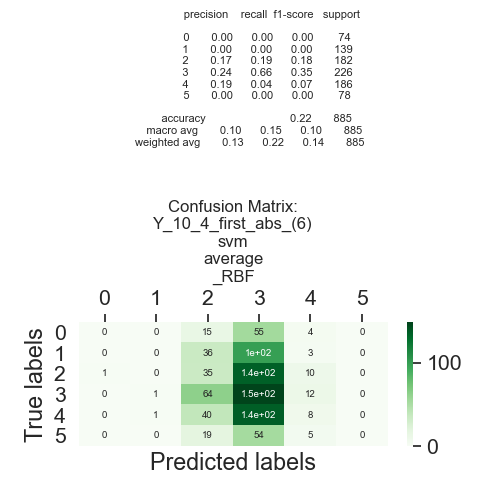 precision recall f1-score support
0 0.00 0.00 0.00 74
1 0.00 0.00 0.00 139
2 0.17 0.19 0.18 182
3 0.24 0.66 0.35 226
4 0.19 0.04 0.07 186
5 0.00 0.00 0.00 78
accuracy 0.22 885
macro avg 0.10 0.15 0.10 885
weighted avg 0.13 0.22 0.14 885
Confusion Matrix:
Y_10_4_first_abs_(6)
svm
average
_RBF
0 1 2 3 4 5
0 0 0 15 55 4 0
1 0 0 36 1e+02 3 0
2 1 0 35 1.4e+02 10 0
3 0 1 64 1.5e+02 12 0
4 0 1 40 1.4e+02 8 0
5 0 0 19 54 5 0
True labels
Predicted labels
100
0